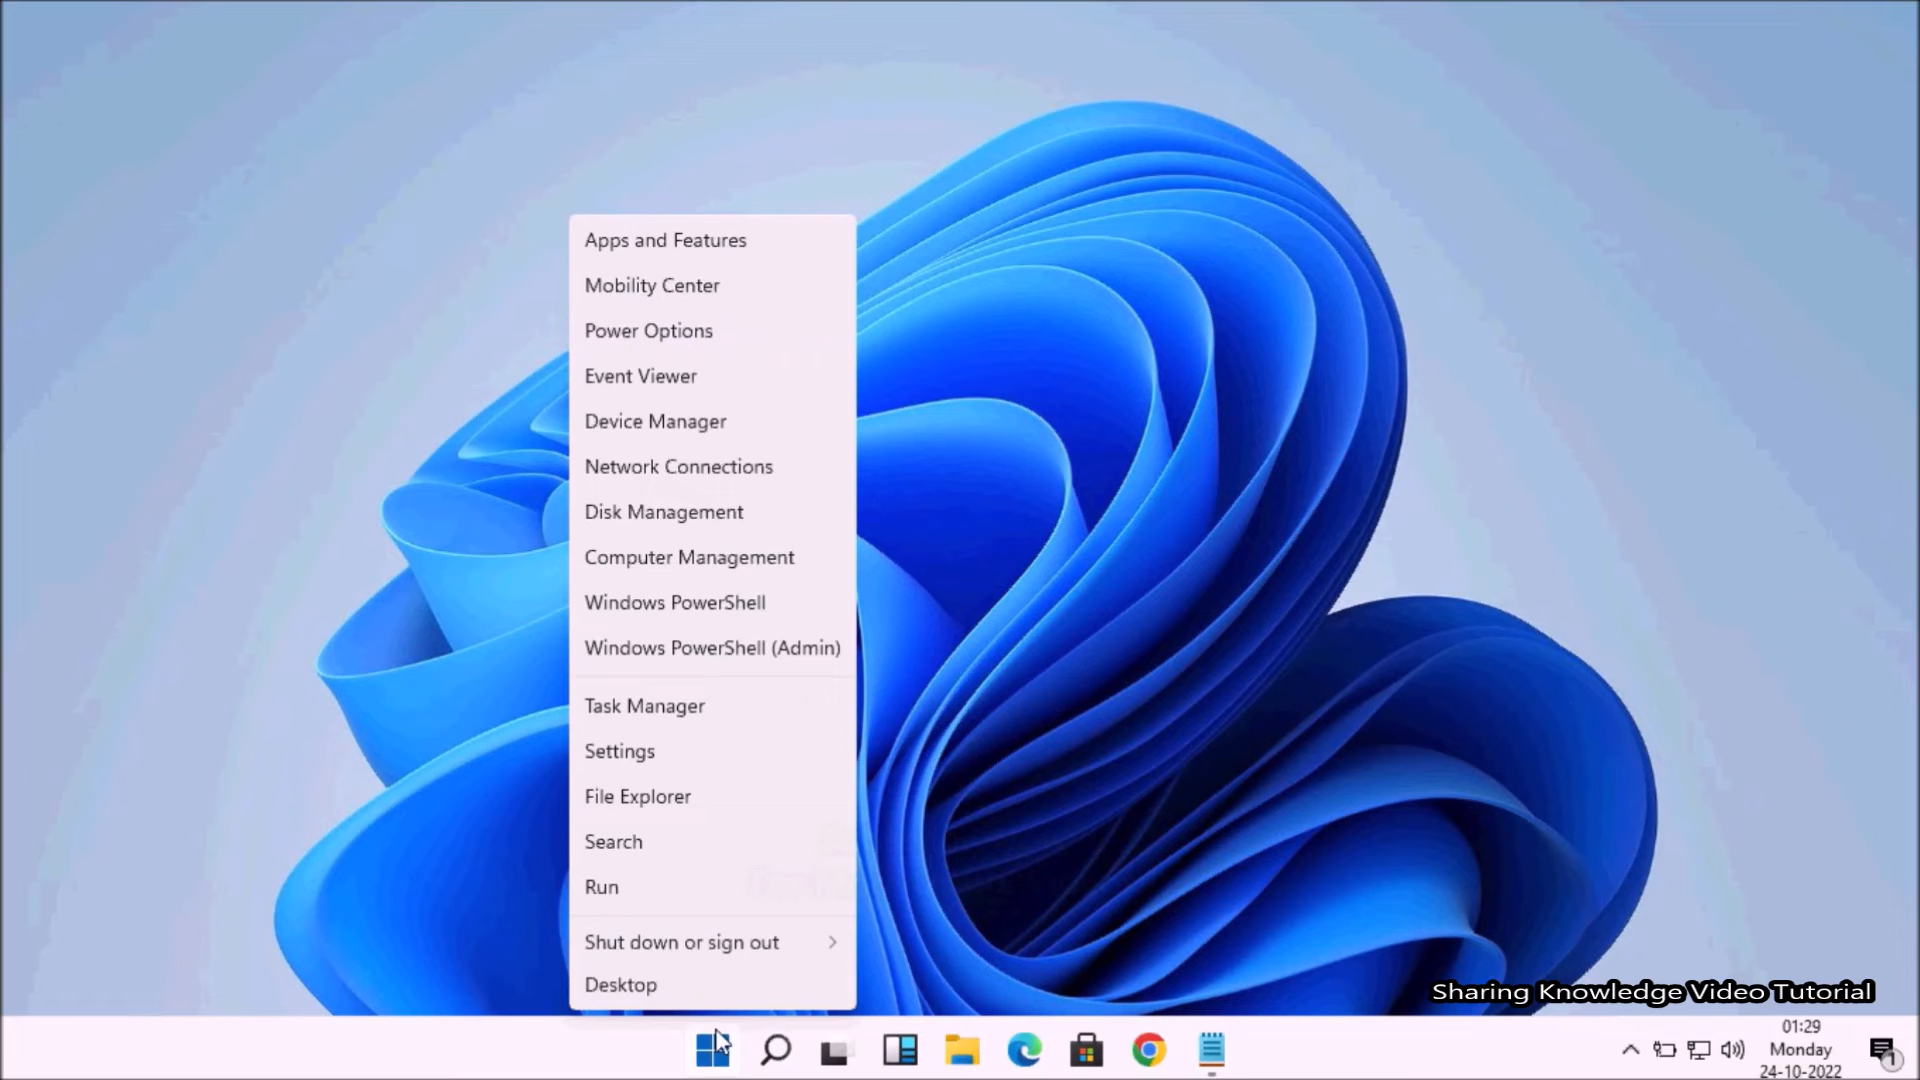 Apps and Features
Mobility Center
Power Options
Event Viewer
Device Manager
Network Connections
Disk Management
Computer Management
Windows PowerShell
Windows PowerShell (Admin)
Task Manager
Settings
File Explorer
Search
Run
Shut down or sign out
Desktop
Sharing Knowledge Video Tutorial
01:29
Monday
24-10-2022
1